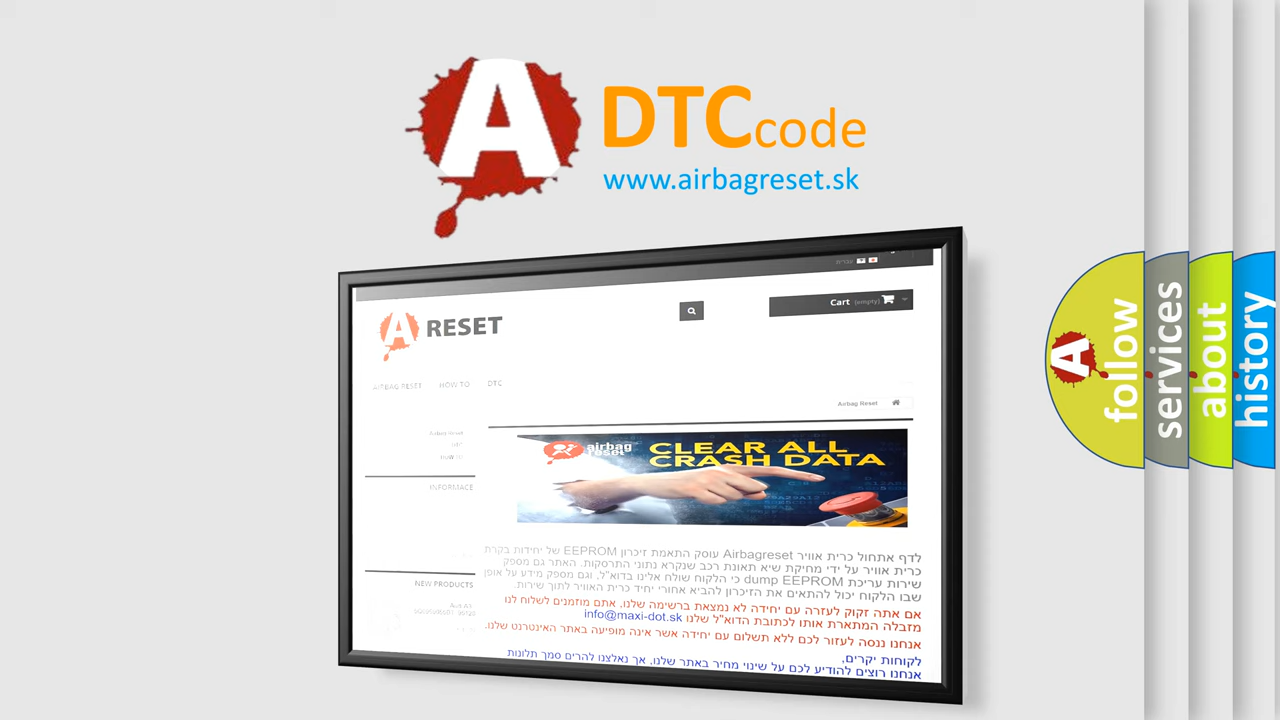 A DTC code
www.airbagreset.sk
עברית
Cart (empty)
A RESET
AIRBAG RESET HOW TO DTC
Airbag Reset
Airbag Reset
HOW TO
INFORMACE
NEW PRODUCTS
airbag
reset
CLEAR ALL
CRASH DATA
לדף אתחול כרית אוויר Airbagreset עוסק התאמת זיכרון EEPROM של יחידות בקרת
כרית אוויר על ידי מחיקת שיא תאונת רכב שנקרא נתוני התרסקות. האתר גם מספק
שירות עריכת dump EEPROM כי הלקוח שולח אלינו בדוא"ל, וגם מספק מידע על אופן
שבו הלקוח יכול להתאים את הזיכרון להביא אחורי יחיד כרית האוויר לתוך שירות.
אם אתה זקוק לעזרה עם יחידה לא נמצאת ברשימה שלנו, אתם מוזמנים לשלוח לנו
מזבלה המתארת אותו לכתובת הדוא"ל שלנו info@maxi-dot.sk
אנחנו ננסה לעזור לכם ללא תשלום עם יחידה אשר אינה מופיעה באתר האינטרנט שלנו.
לקוחות יקרים,
אנחנו רוצים להודיע לכם על שינוי מחיר באתר שלנו, אך נאלצנו להרים סמך תלונות
A
follow
services
about
history